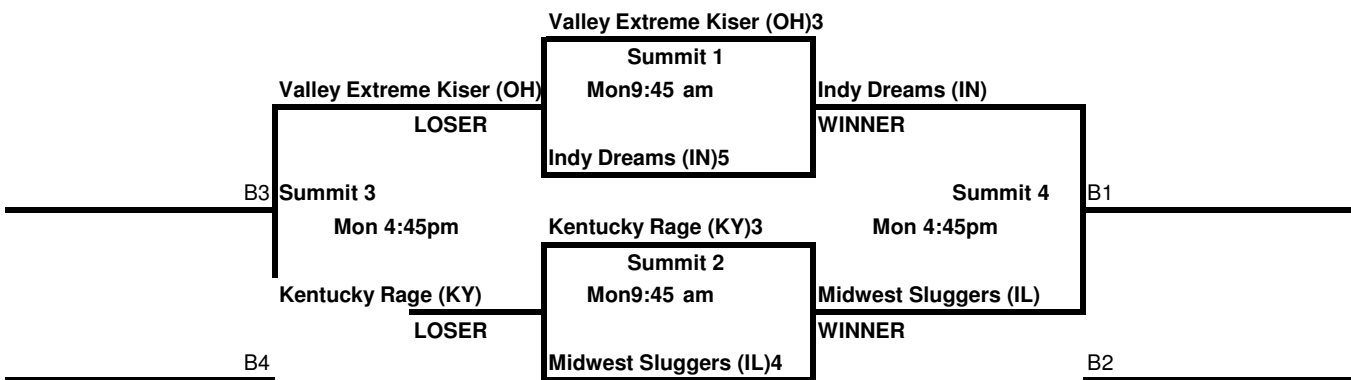 Valley Extreme Kiser (OH)3
Summit 1
Valley Extreme Kiser (OH)
Mon9:45 am
Indy Dreams (IN)
LOSER
WINNER
Indy Dreams (IN)5
B3
Summit 3
Summit 4
B1
Mon 4:45pm
Kentucky Rage (KY)3
Mon 4:45pm
Summit 2
Kentucky Rage (KY)
Mon9:45 am
Midwest Sluggers (IL)
LOSER
WINNER
B4
Midwest Sluggers (IL)4
B2